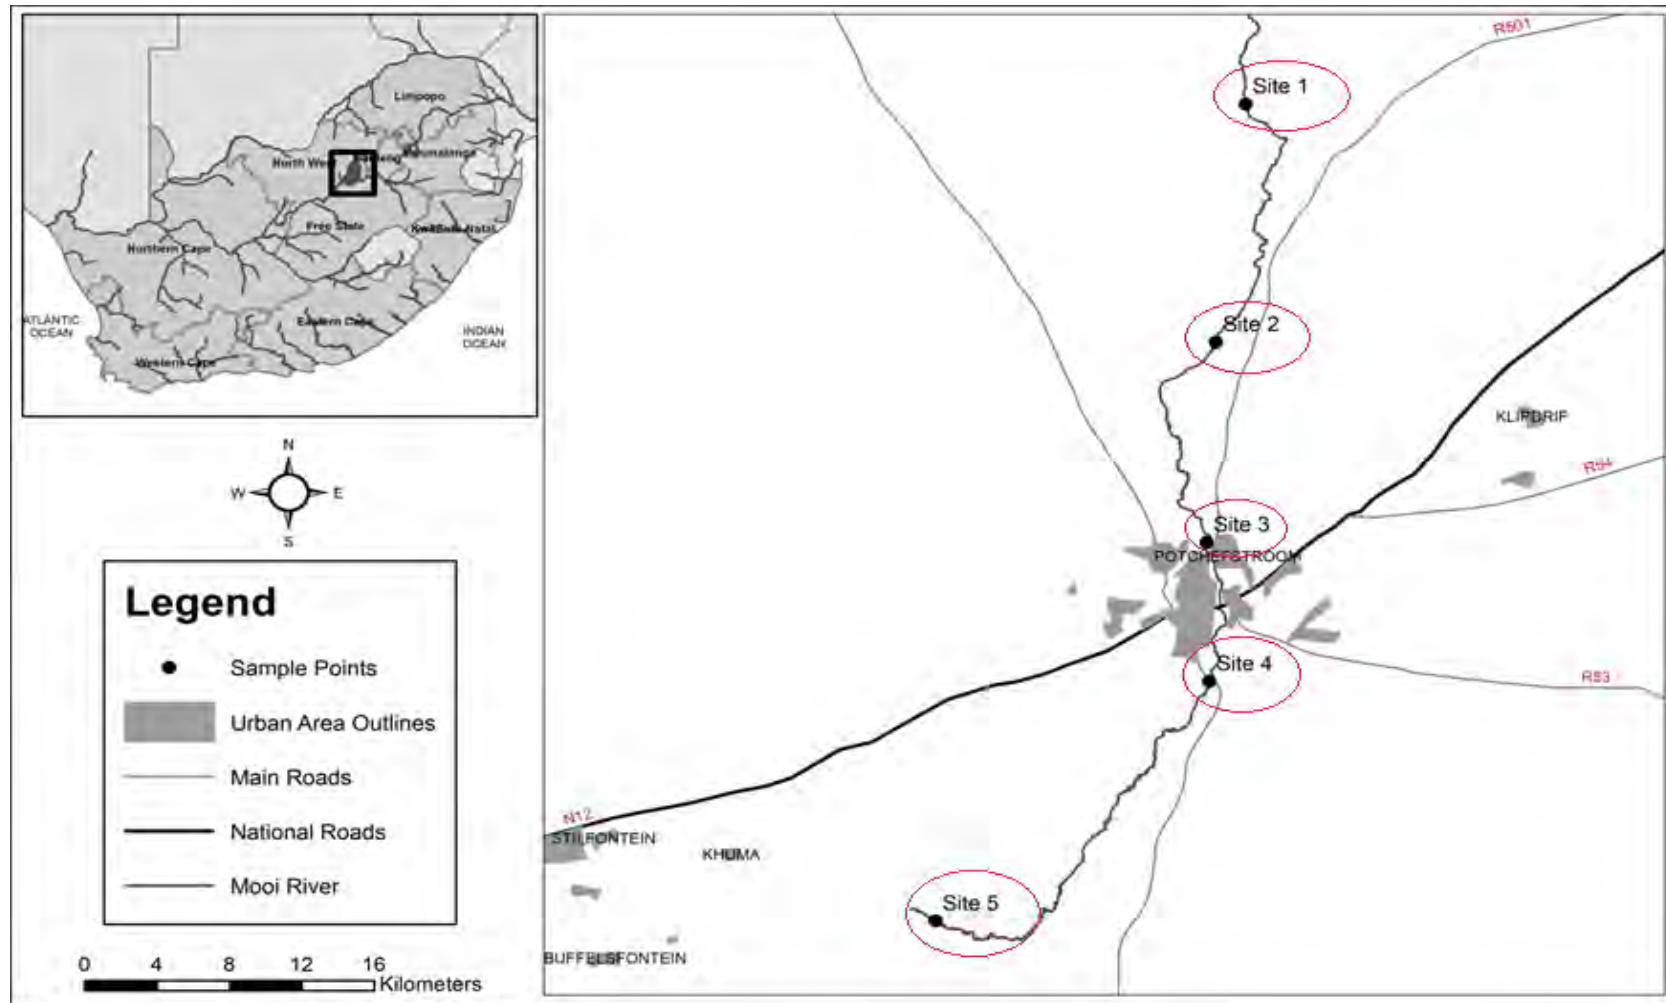 Limpopo
North West
Free State
Northern Cape
Eastern Cape
Western Cape
ATLANTIC
OCEAN
INDIAN
OCEAN
N
W
E
S
Legend
Sample Points
Urban Area Outlines
Main Roads
National Roads
Mooi River
0 4 8 12 16
Kilometers
R501
Site 1
Site 2
KLIPDRIF
R54
Site 3
POTCHEFSTROOM
Site 4
R53
N12
STILFONTEIN
KHUMA
Site 5
BUFFELSFONTEIN